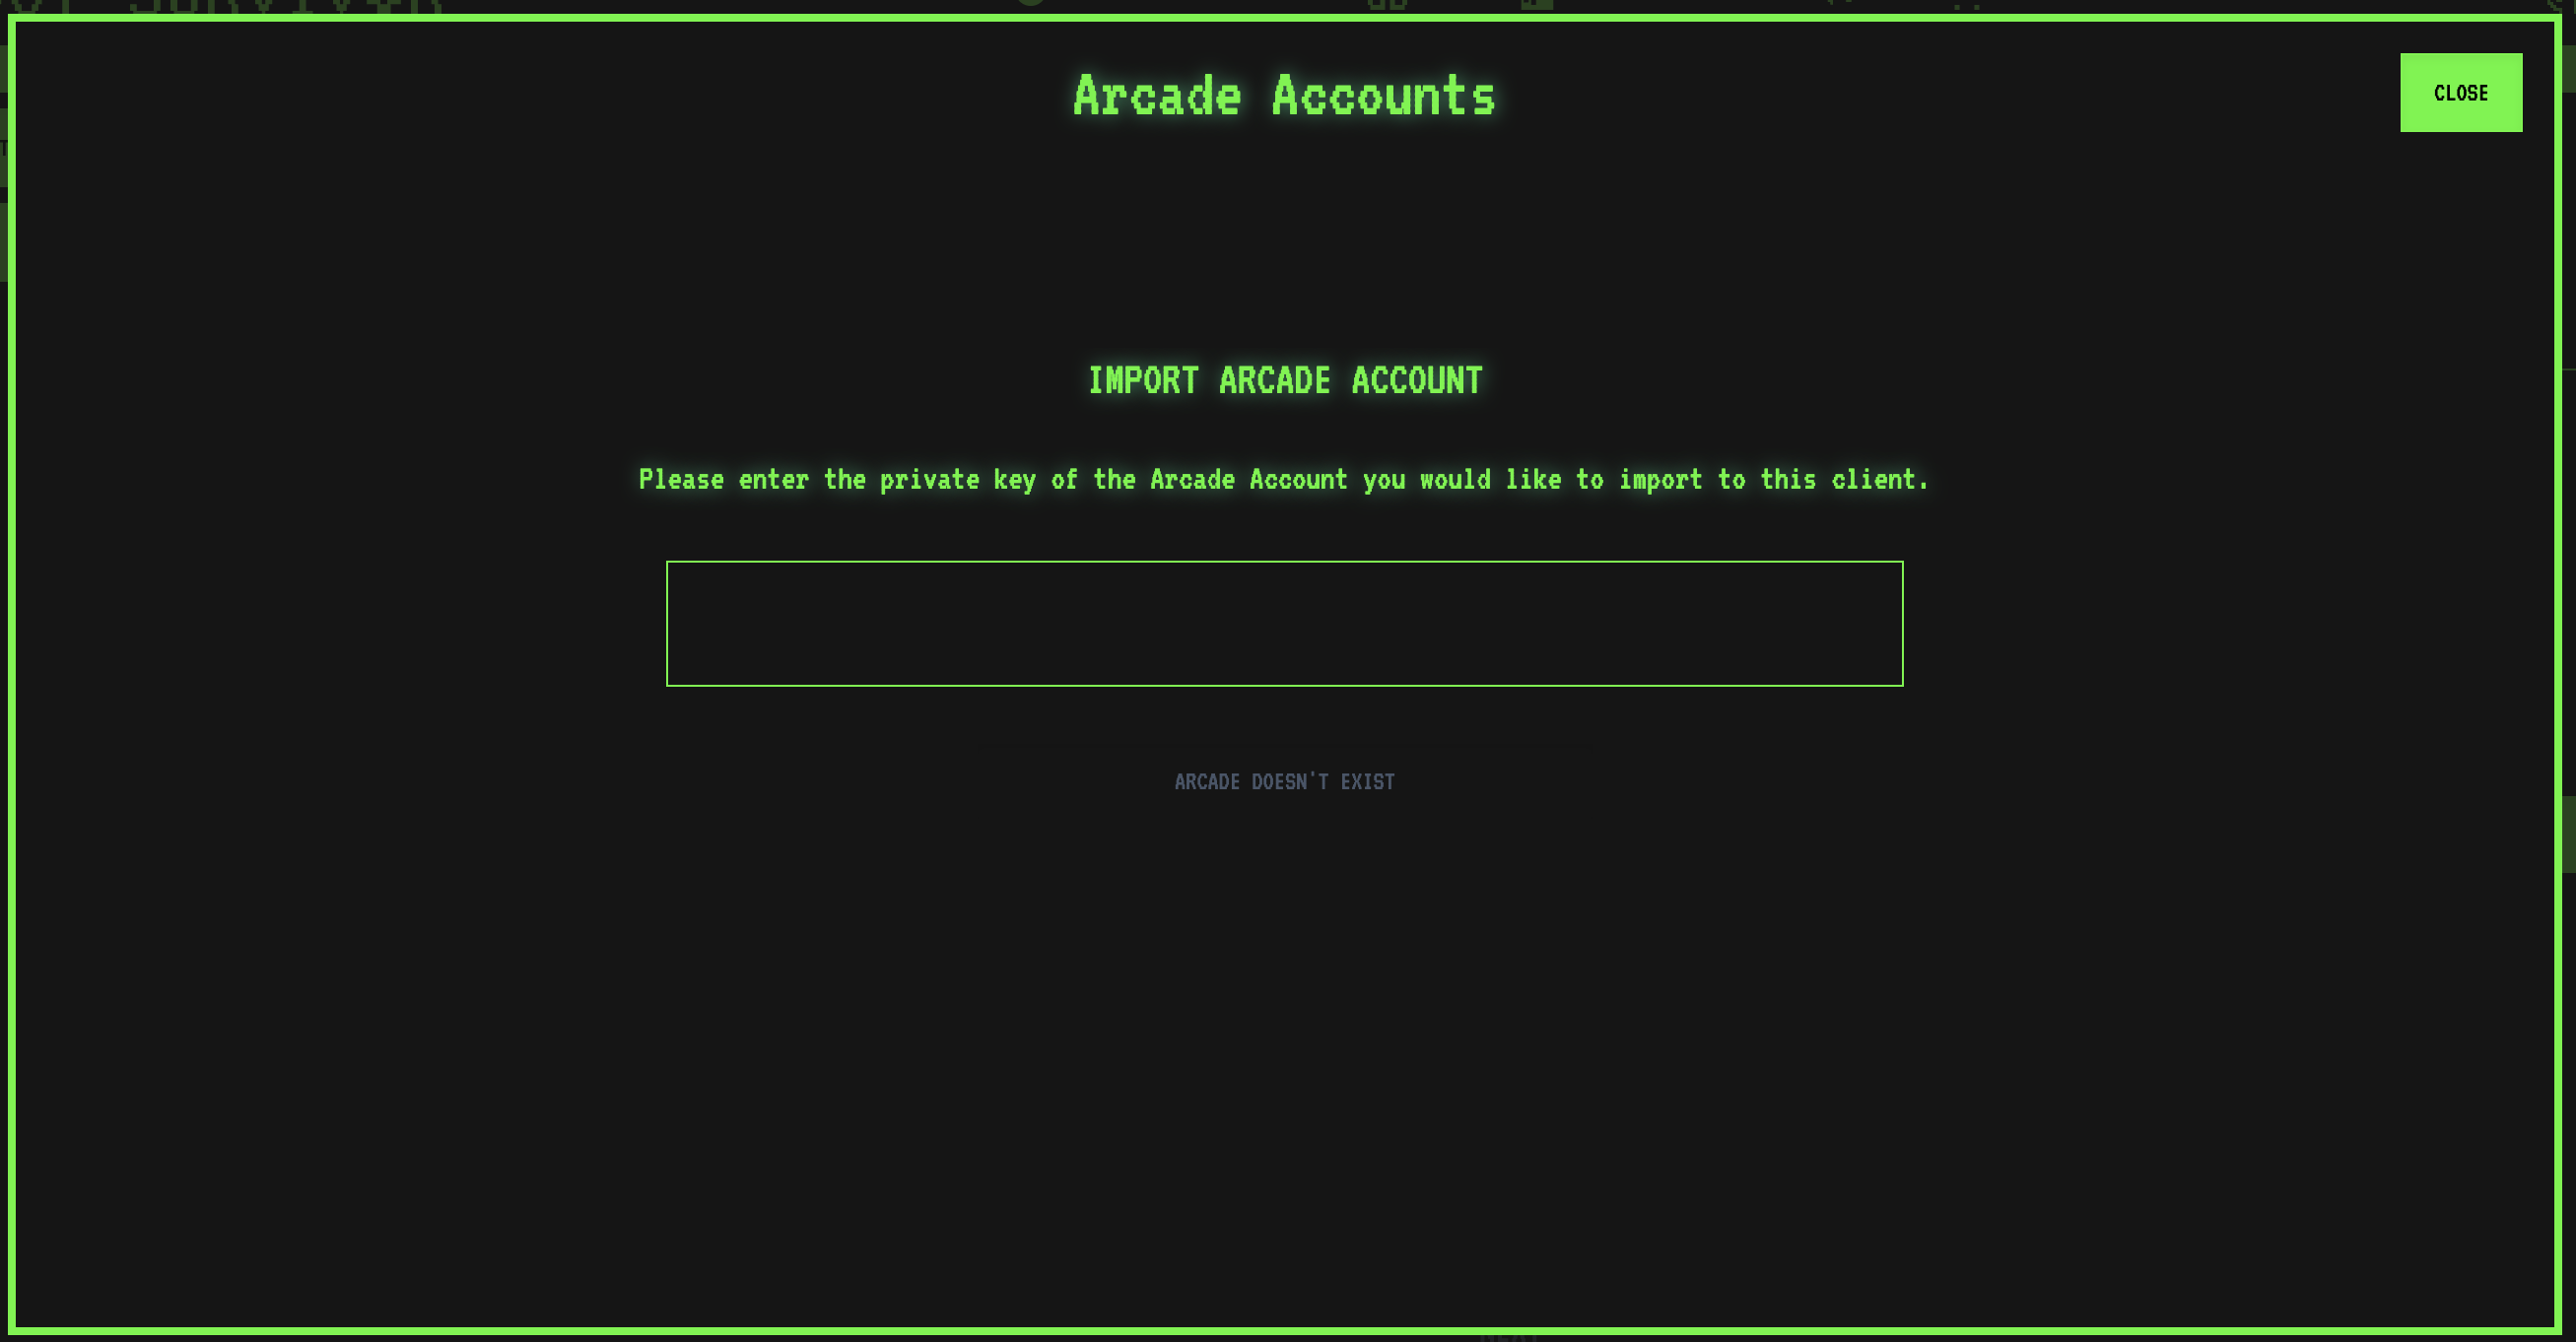 Arcade Accounts
CLOSE
IMPORT ARCADE ACCOUNT
Please enter the private key of the Arcade Account you would like to import to this client.
ARCADE DOESN'T EXIST